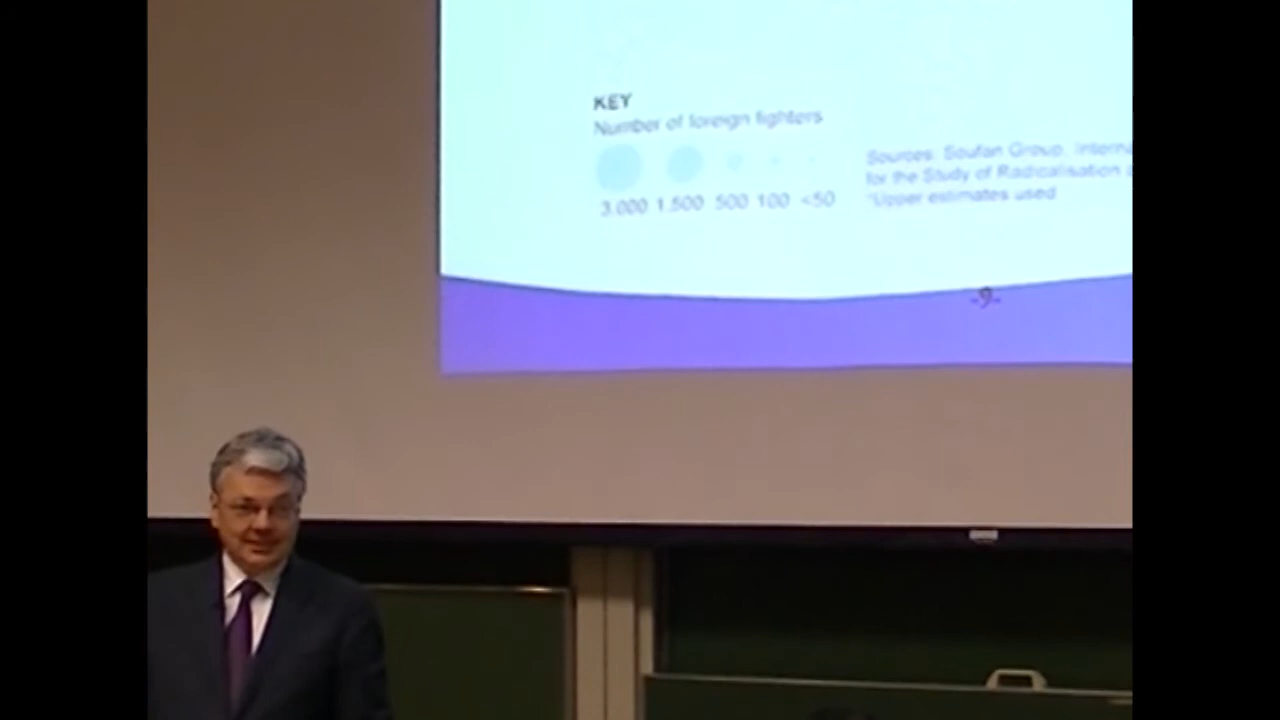 KEY
Number of foreign fighters
3,000 1,500 500 100 <50
Sources: Soufan Group, Interna
for the Study of Radicalisation a
*Upper estimates used
9